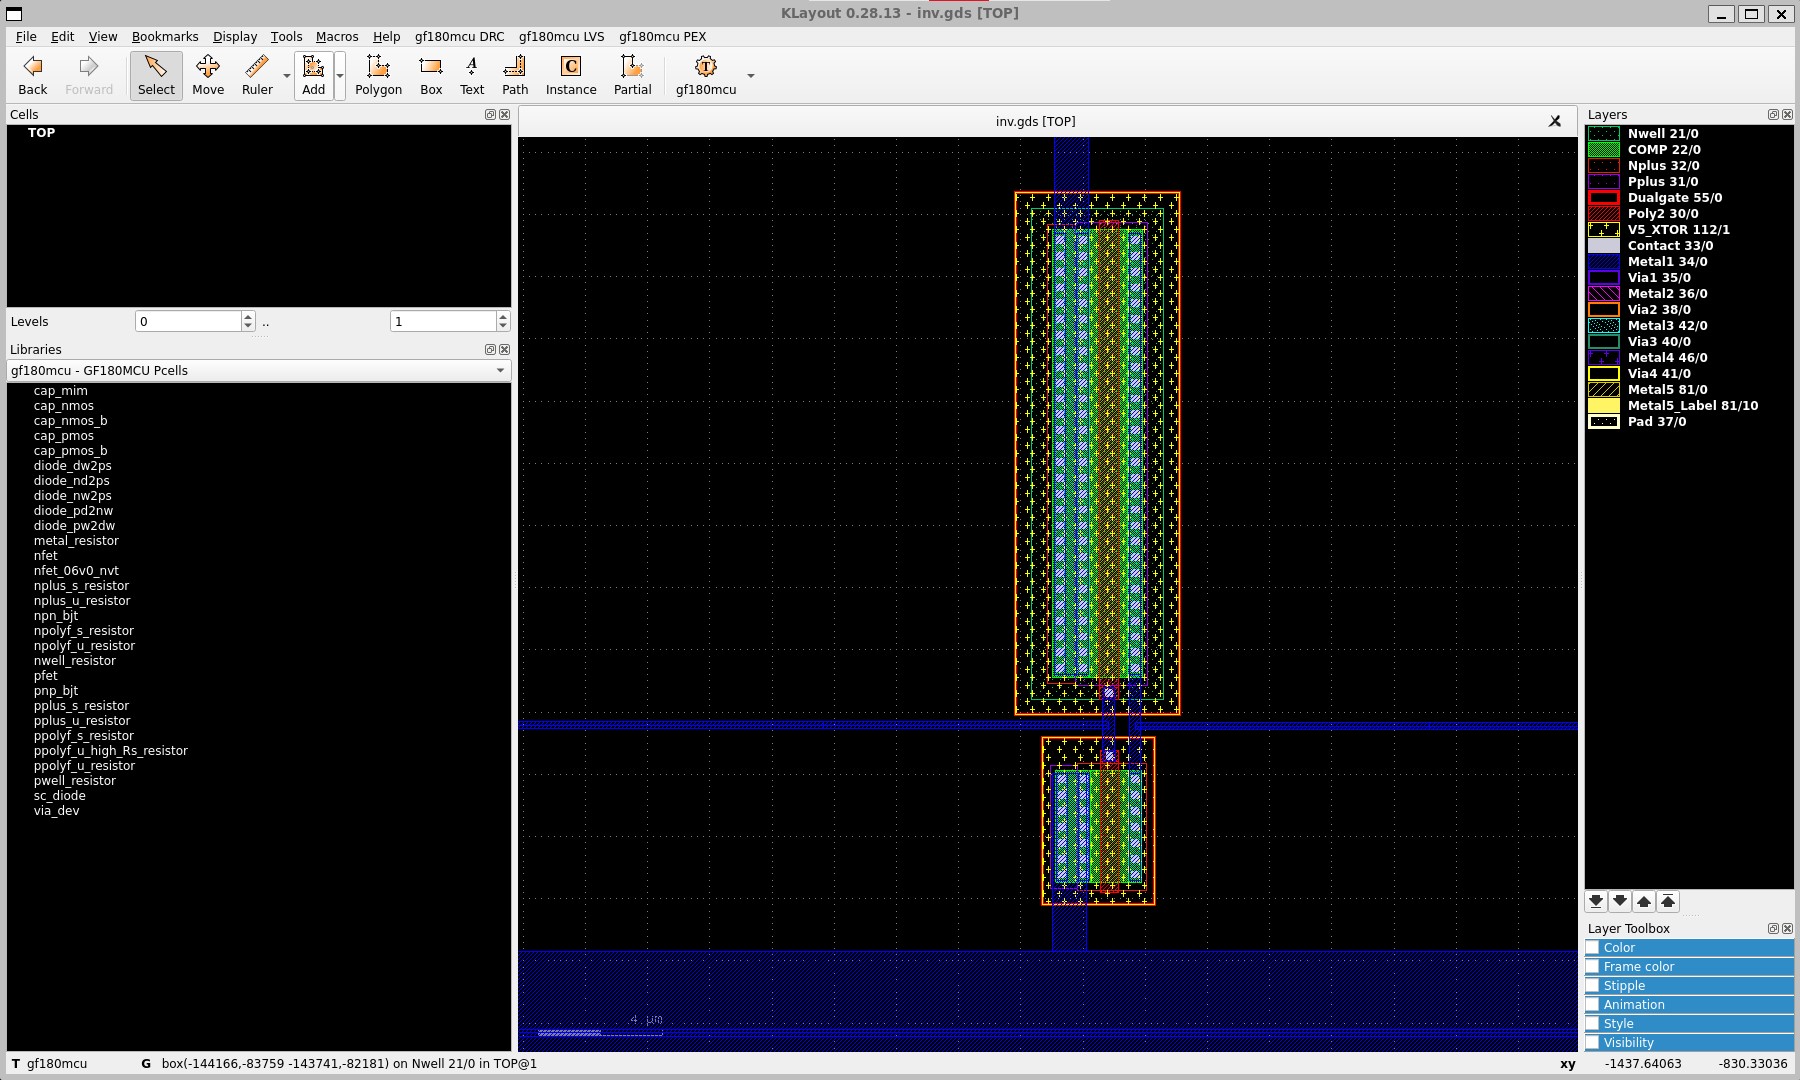 KLayout 0.28.13 - inv.gds [TOP]
File Edit View Bookmarks Display Tools Macros Help gf180mcu DRC gf180mcu LVS gf180mcu PEX
Back Forward Select Move Ruler Add Polygon Box Text Path Instance Partial gf180mcu
Cells
TOP
Levels 0 .. 1
Libraries
gf180mcu - GF180MCU Pcells
cap_mim
cap_nmos
cap_nmos_b
cap_pmos
cap_pmos_b
diode_dw2ps
diode_nd2ps
diode_nw2ps
diode_pd2nw
diode_pw2dw
metal_resistor
nfet
nfet_06v0_nvt
nplus_s_resistor
nplus_u_resistor
npn_bjt
npolyf_s_resistor
npolyf_u_resistor
nwell_resistor
pfet
pnp_bjt
pplus_s_resistor
pplus_u_resistor
ppolyf_s_resistor
ppolyf_u_high_Rs_resistor
ppolyf_u_resistor
pwell_resistor
sc_diode
via_dev
inv.gds [TOP]
4 µm
Layers
Nwell 21/0
COMP 22/0
Nplus 32/0
Pplus 31/0
Dualgate 55/0
Poly2 30/0
V5_XTOR 112/1
Contact 33/0
Metal1 34/0
Via1 35/0
Metal2 36/0
Via2 38/0
Metal3 42/0
Via3 40/0
Metal4 46/0
Via4 41/0
Metal5 81/0
Metal5_Label 81/10
Pad 37/0
Layer Toolbox
Color
Frame color
Stipple
Animation
Style
Visibility
T gf180mcu G box(-144166,-83759 -143741,-82181) on Nwell 21/0 in TOP@1 xy -1437.64063 -830.33036